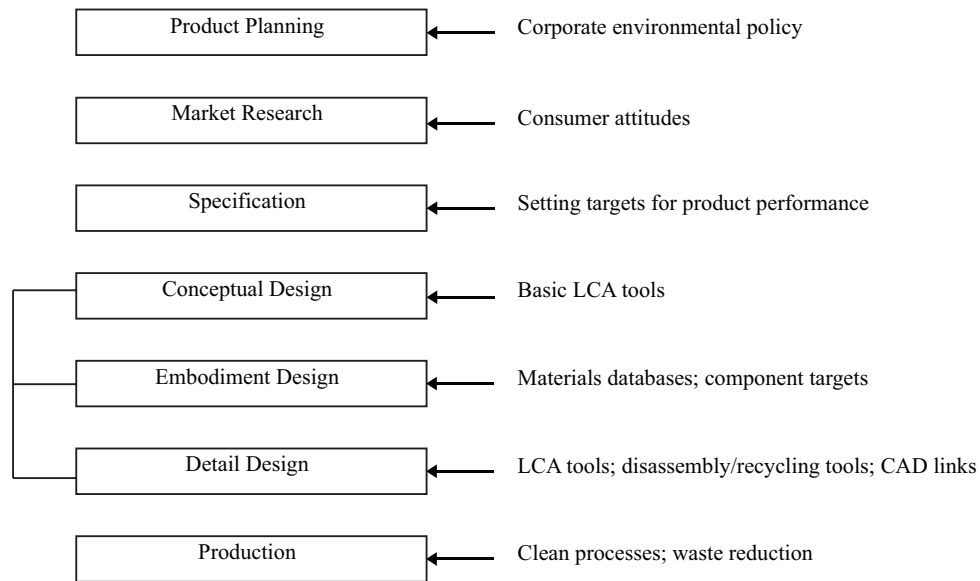 Product Planning
Corporate environmental policy
Market Research
Consumer attitudes
Specification
Setting targets for product performance
Conceptual Design
Basic LCA tools
Embodiment Design
Materials databases; component targets
Detail Design
LCA tools; disassembly/recycling tools; CAD links
Production
Clean processes; waste reduction